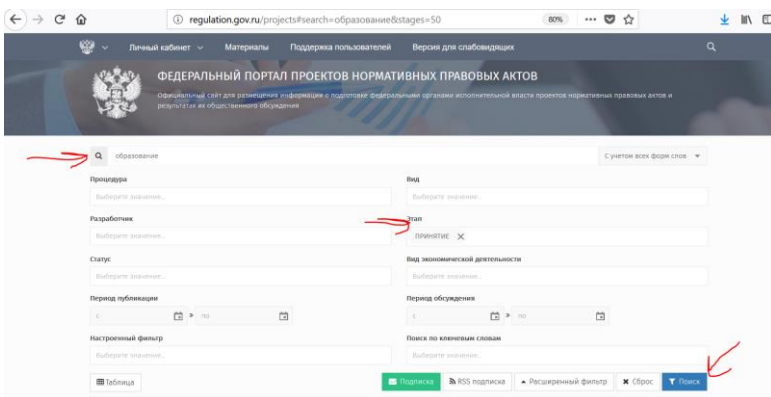 regulation.gov.ru/projects#search=образование&stages=50
80%
Личный кабинет Материалы Поддержка пользователей Версия для слабовидящих
ФЕДЕРАЛЬНЫЙ ПОРТАЛ ПРОЕКТОВ НОРМАТИВНЫХ ПРАВОВЫХ АКТОВ
Официальный сайт для размещения информации о подготовке федеральными органами исполнительной власти проектов нормативных правовых актов и
результатах их общественного обсуждения
образование С учетом всех форм слов
Процедура Вид
Выберите значение... Выберите значение...
Разработчик Этап
Выберите значение... ПРИНЯТИЕ
Статус Вид экономической деятельности
Выберите значение... Выберите значение...
Период публикации Период обсуждения
с по с по
Настроенный фильтр Поиск по ключевым словам
Выберите значение... Выберите значение...
Таблица Подписка RSS подписка Расширенный фильтр Сброс Поиск